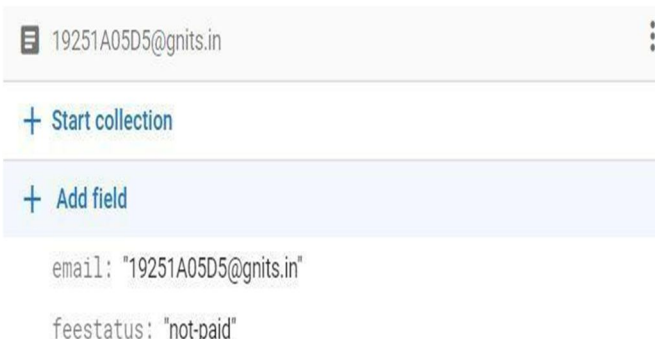 19251A05D5@gnits.in
+ Start collection
+ Add field
email: "19251A05D5@gnits.in"
feestatus: "not-paid"